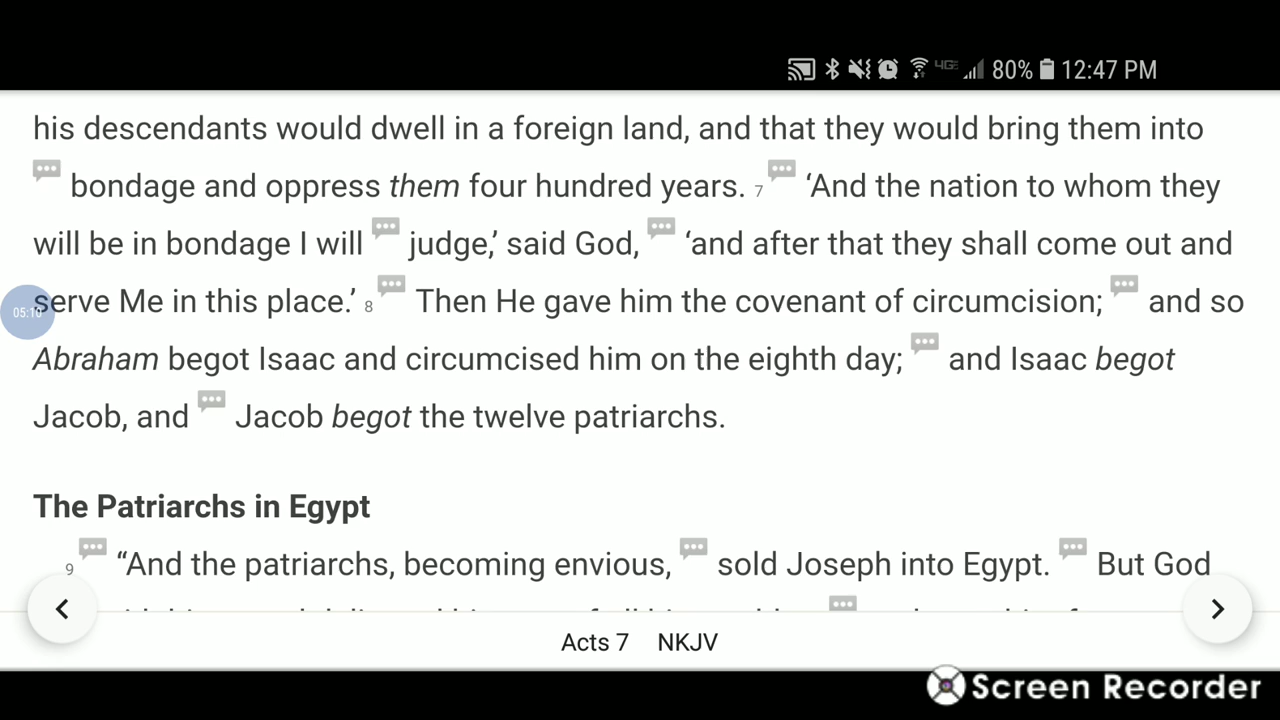 4G 80% 12:47 PM
his descendants would dwell in a foreign land, and that they would bring them into
bondage and oppress them four hundred years. 7 ‘And the nation to whom they
will be in bondage I will judge,’ said God, ‘and after that they shall come out and
serve Me in this place.’ 8 Then He gave him the covenant of circumcision; and so
Abraham begot Isaac and circumcised him on the eighth day; and Isaac begot
Jacob, and Jacob begot the twelve patriarchs.
The Patriarchs in Egypt
9 “And the patriarchs, becoming envious, sold Joseph into Egypt. But God
Acts 7 NKJV
Screen Recorder